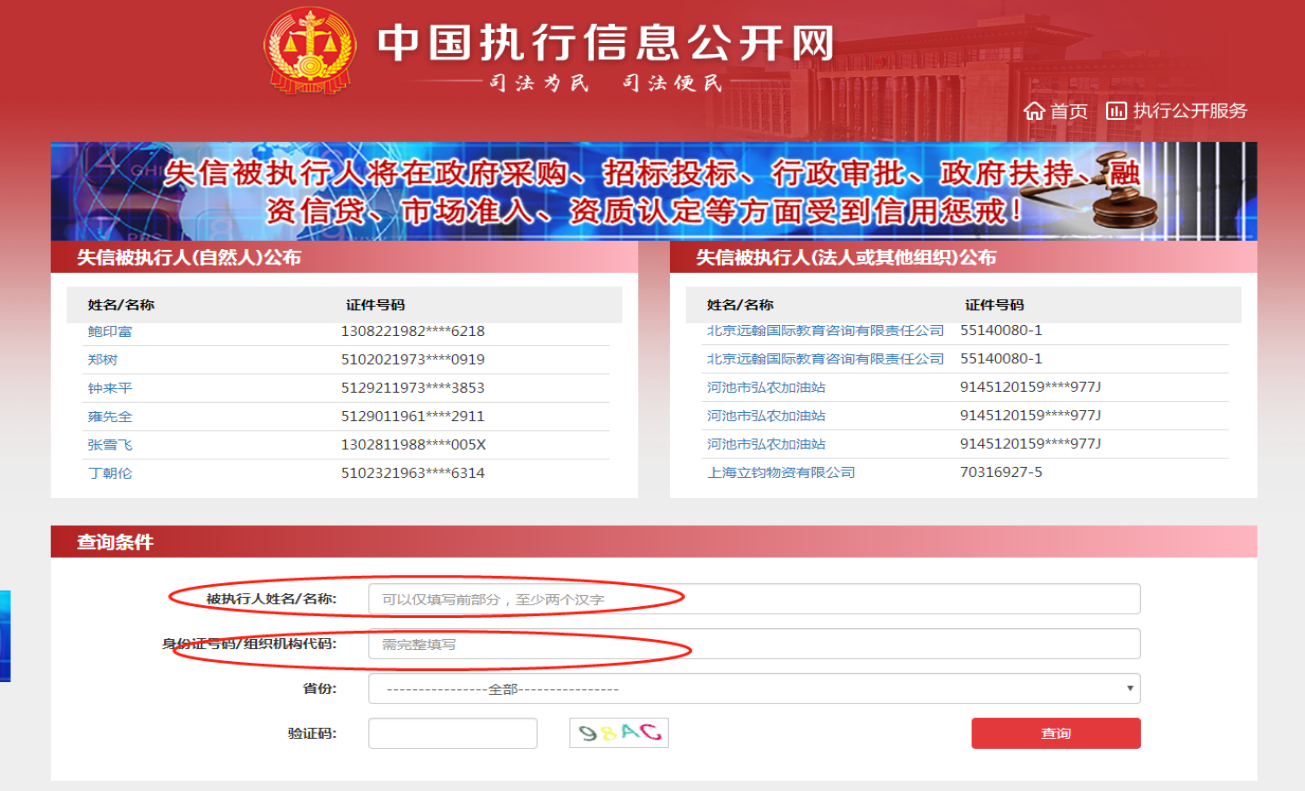 中国执行信息公开网
司法为民 司法便民
首页 执行公开服务
失信被执行人将在政府采购、招标投标、行政审批、政府扶持、融
资信贷、市场准入、资质认定等方面受到信用惩戒!
失信被执行人(自然人)公布
姓名/名称 证件号码
鲍印富 1308221982****6218
郑树 5102021973****0919
钟来平 5129211973****3853
雍先全 5129011961****2911
张雪飞 1302811988****005X
丁朝伦 5102321963****6314
失信被执行人(法人或其他组织)公布
姓名/名称 证件号码
北京远翰国际教育咨询有限责任公司 55140080-1
北京远翰国际教育咨询有限责任公司 55140080-1
河池市弘农加油站 9145120159****977J
河池市弘农加油站 9145120159****977J
河池市弘农加油站 9145120159****977J
上海立钧物资有限公司 70316927-5
查询条件
被执行人姓名/名称: 可以仅填写前部分，至少两个汉字
身份证号码/组织机构代码: 需完整填写
省份: ----------------全部----------------
验证码: 98AC 查询